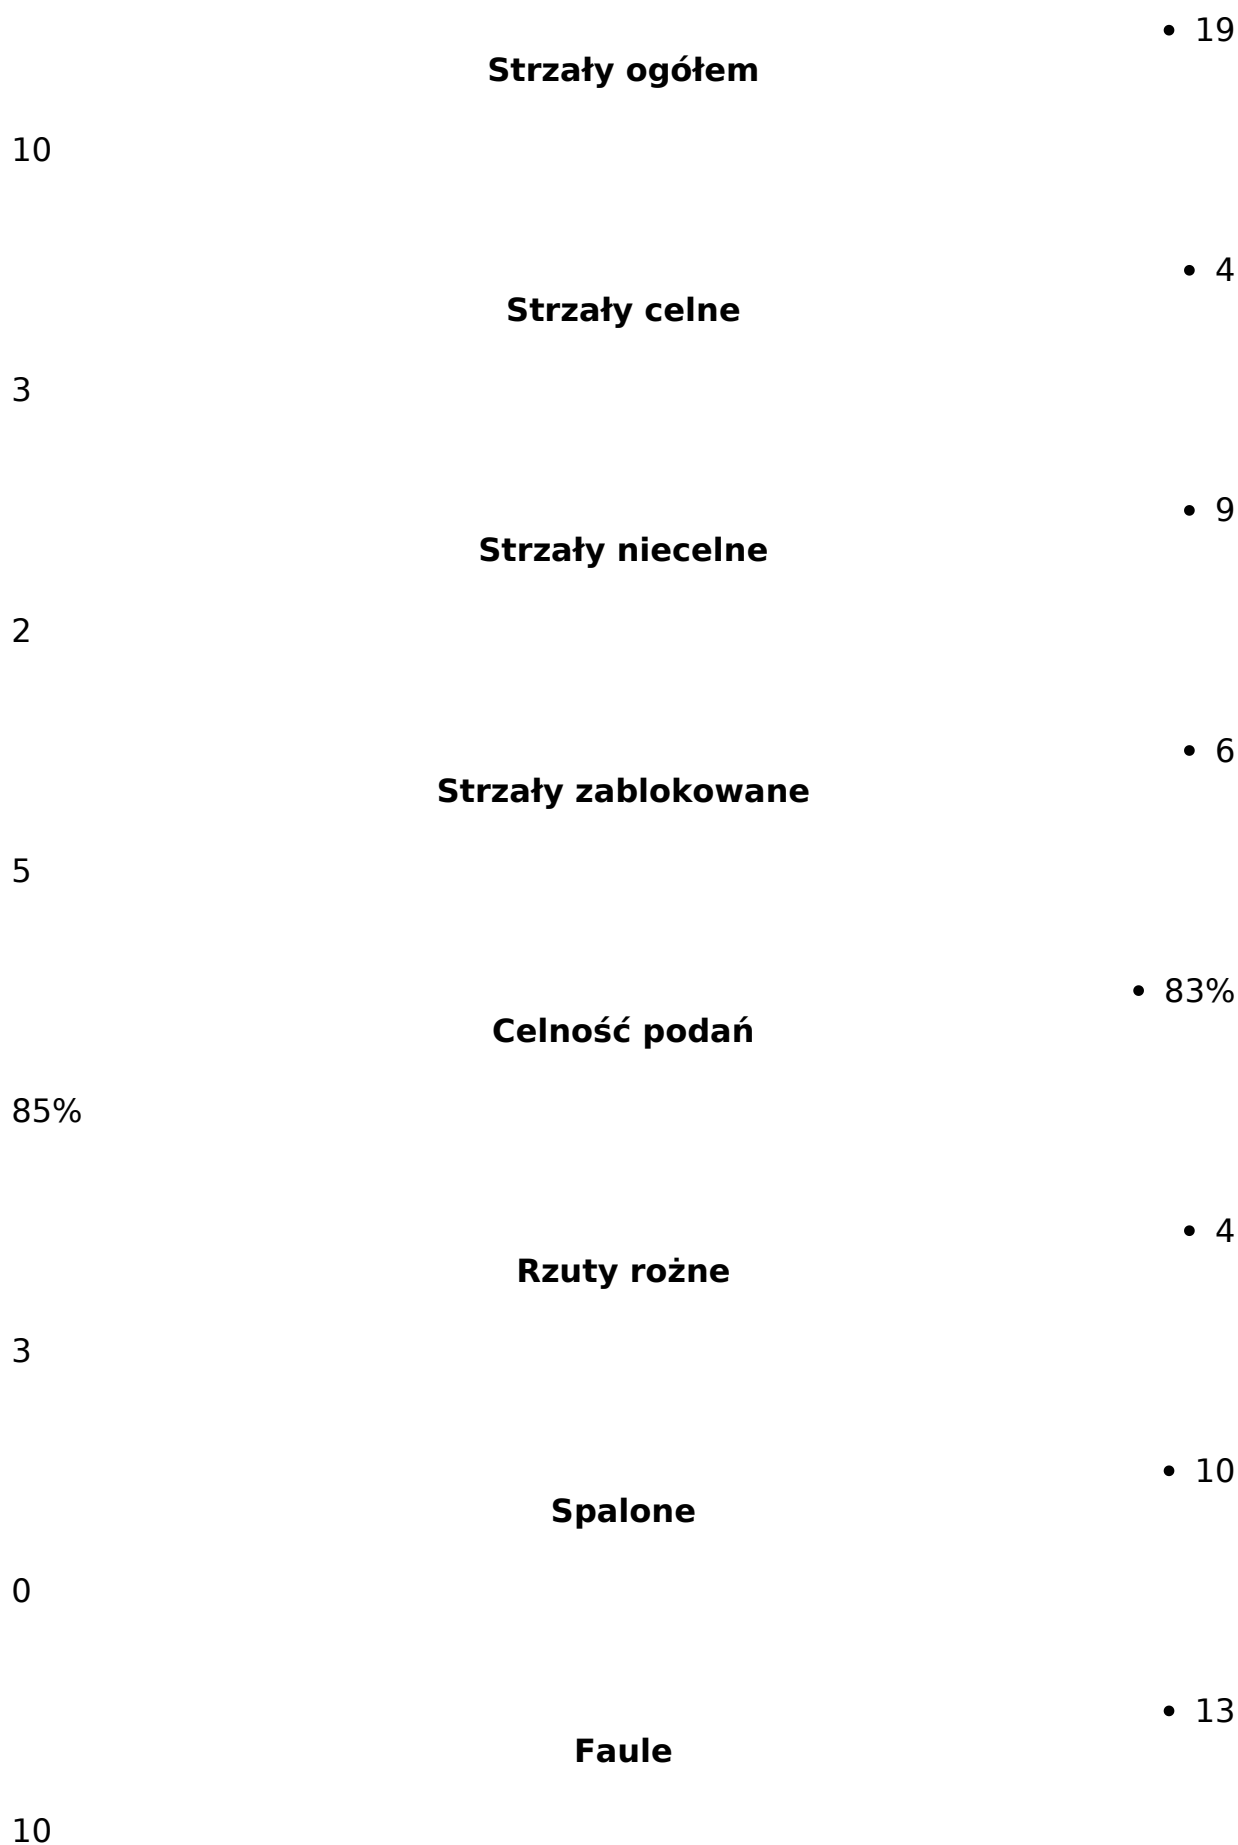 • 19
Strzały ogółem
10
• 4
Strzały celne
3
• 9
Strzały niecelne
2
• 6
Strzały zablokowane
5
• 83%
Celność podań
85%
• 4
Rzuty rożne
3
• 10
Spalone
0
• 13
Faule
10